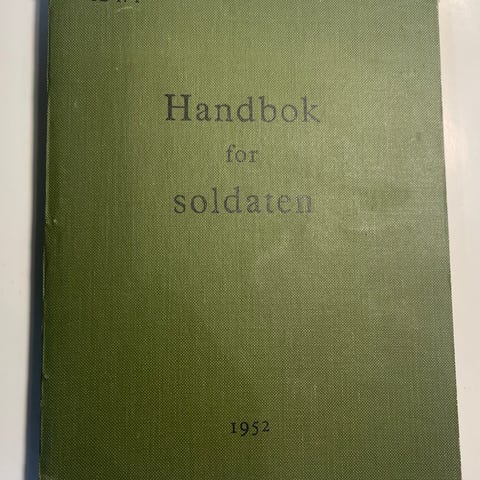 Handbok
for
soldaten
1952